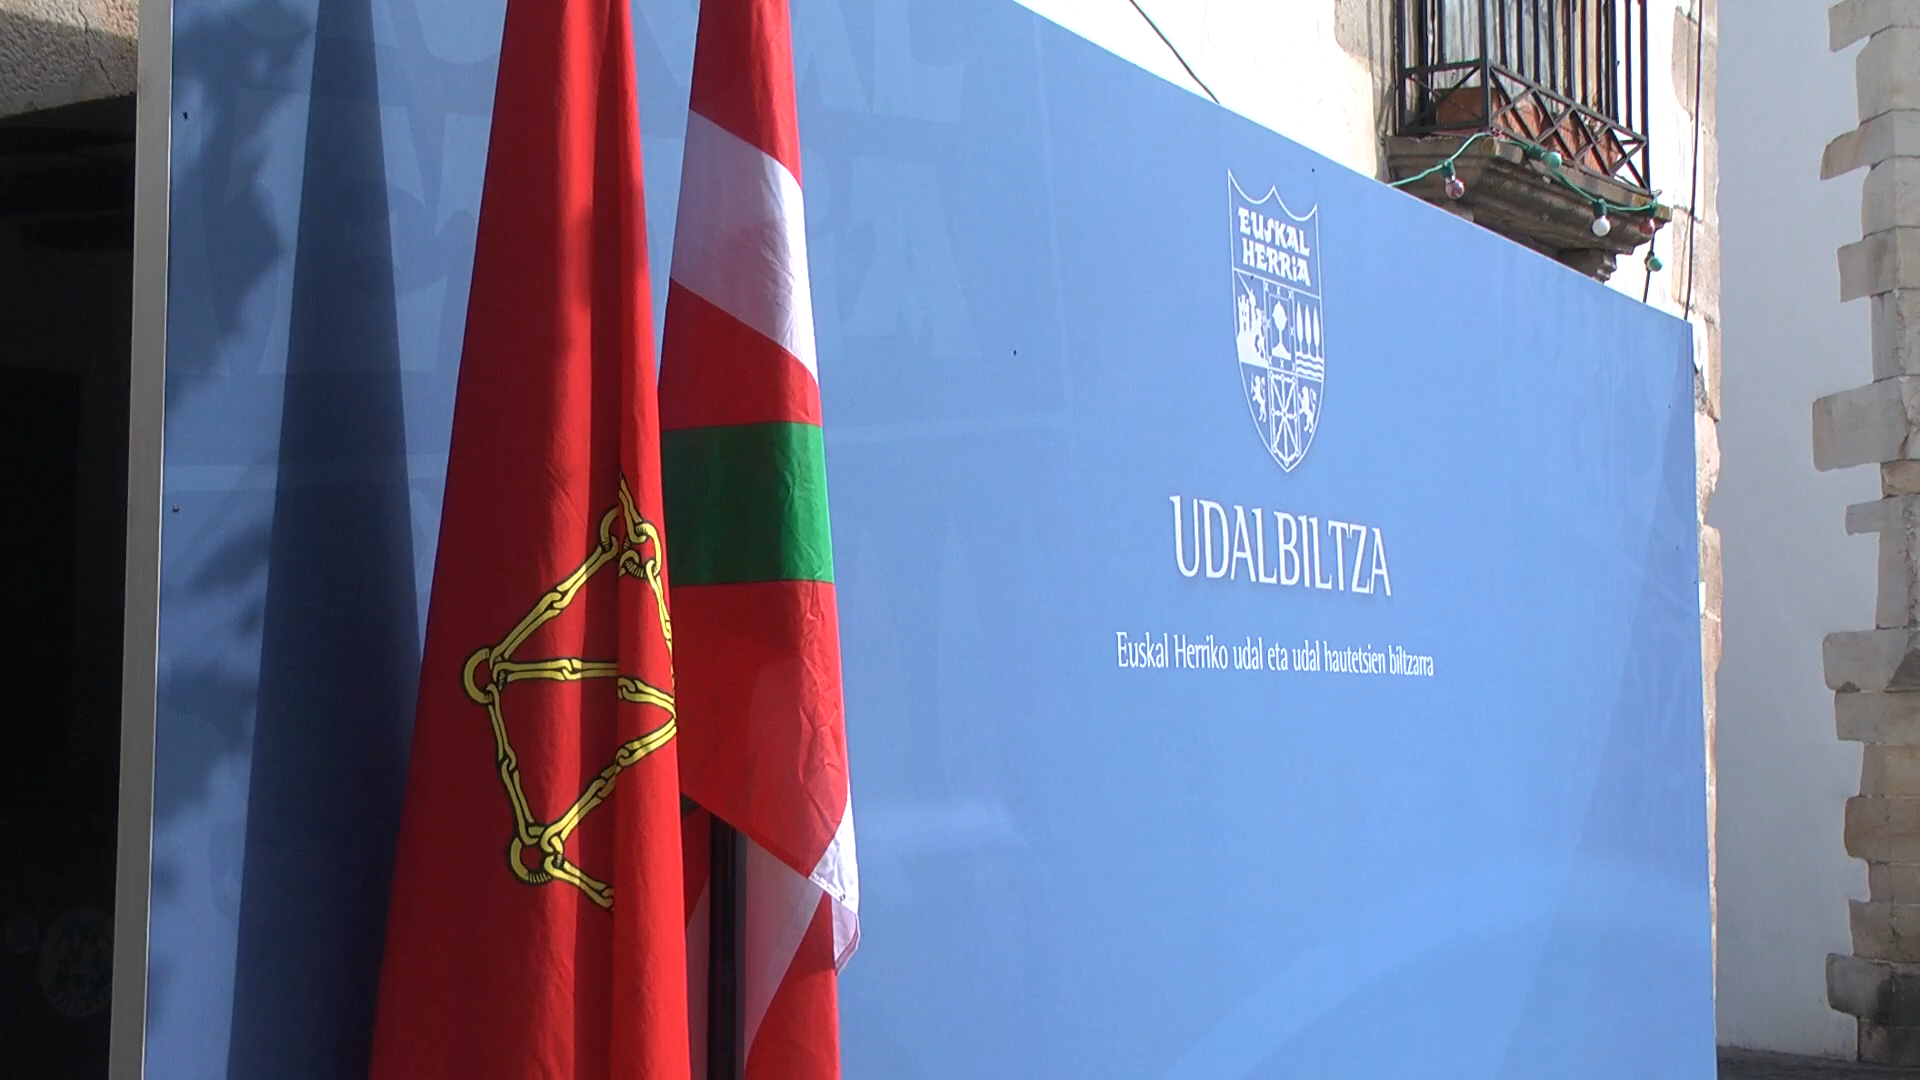 EUSKAL
HERRIA
UDALBILTZA
Euskal Herriko udal eta udal hautetsien biltzarra